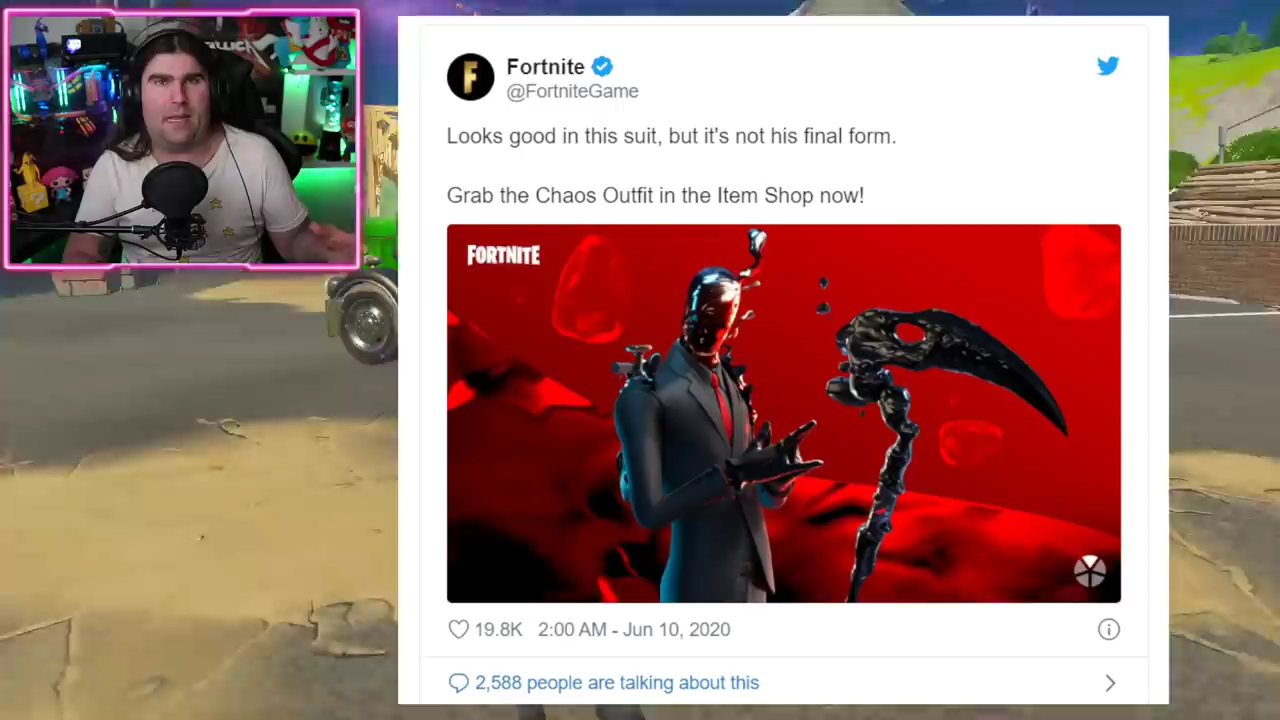 Fortnite
@FortniteGame
Looks good in this suit, but it's not his final form.
Grab the Chaos Outfit in the Item Shop now!
FORTNITE
19.8K 2:00 AM - Jun 10, 2020
2,588 people are talking about this